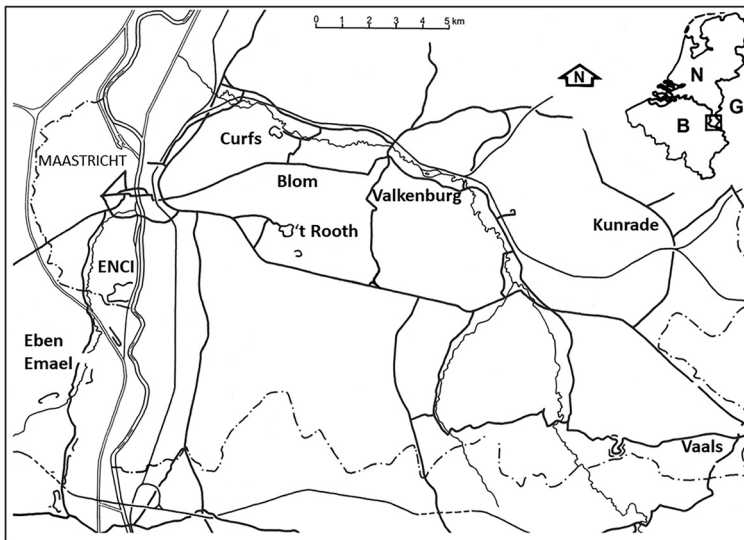 0 1 2 3 4 5 km
N
N
G
B
Curfs
MAASTRICHT
Blom
Valkenburg
't Rooth
Kunrade
ENCI
Eben
Emael
Vaals